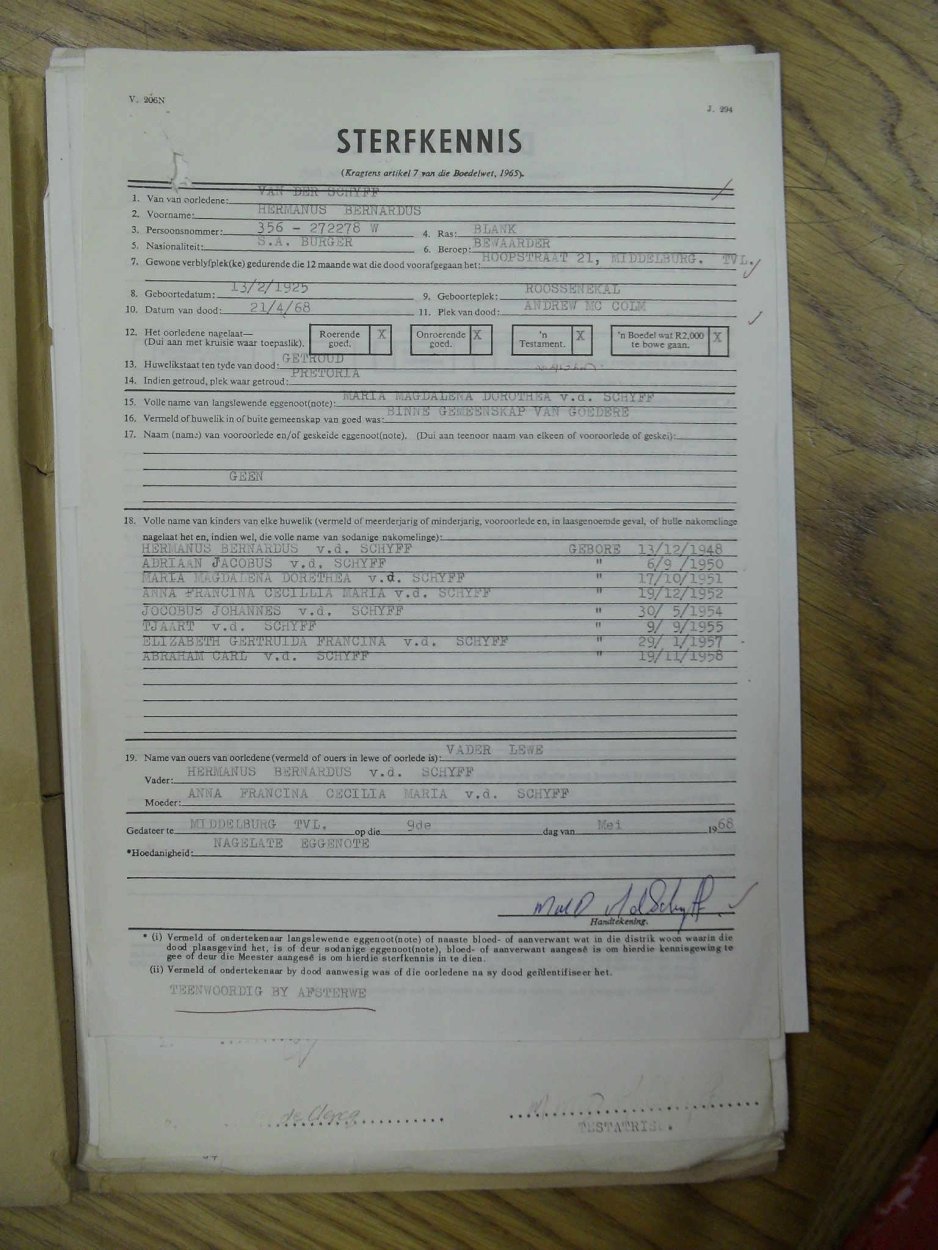 V. 206N
J. 294
STERFKENNIS
(Kragtens artikel 7 van die Boedelwet, 1965).
1. Van van oorledene: VAN DER SCHYFF
2. Voorname: HERMANUS BERNARDUS
3. Persoonsnommer: 356 - 272278 W 4. Ras: BLANK
5. Nasionaliteit: S.A. BURGER 6. Beroep: BEWAARDER
7. Gewone verblyfplek(ke) gedurende die 12 maande wat die dood voorafgegaan het: HOOPSTRAAT 21, MIDDELBURG. TVL.
8. Geboortedatum: 13/2/1925 9. Geboorteplek: ROOSSENEKAL
10. Datum van dood: 21/4/68 11. Plek van dood: ANDREW MC COLM
12. Het oorledene nagelaat— Roerende goed. X Onroerende goed. X 'n Testament. X 'n Boedel wat R2,000 te bowe gaan. X
(Dui aan met kruisie waar toepaslik).
13. Huwelikstaat ten tyde van dood: GETROUD
14. Indien getroud, plek waar getroud: PRETORIA
15. Volle name van langslewende eggenoot(note): MARIA MAGDALENA DOROTHEA v.d. SCHYFF
16. Vermeld of huwelik in of buite gemeenskap van goed was: BINNE GEMEENSKAP VAN GOEDERE
17. Naam (name) van vooroorlede en/of geskeide eggenoot(note). (Dui aan teenoor naam van elkeen of vooroorlede of geskei):
GEEN
18. Volle name van kinders van elke huwelik (vermeld of meerderjarig of minderjarig, vooroorlede en, in laasgenoemde geval, of hulle nakomelinge
nagelaat het en, indien wel, die volle name van sodanige nakomelinge):
HERMANUS BERNARDUS v.d. SCHYFF GEBORE 13/12/1948
ADRIAAN JACOBUS v.d. SCHYFF " 6/9 /1950
MARIA MAGDALENA DORETHEA v.d. SCHYFF " 17/10/1951
ANNA FRANCINA CECILLIA MARIA v.d. SCHYFF " 19/12/1952
JOCOBUS JOHANNES v.d. SCHYFF " 30/ 5/1954
TJAART v.d. SCHYFF " 9/ 9/1955
ELIZABETH GERTRUIDA FRANCINA v.d. SCHYFF " 29/ 1/1957
ABRAHAM CARL v.d. SCHYFF " 19/11/1958
19. Name van ouers van oorledene (vermeld of ouers in lewe of oorlede is): VADER LEWE
Vader: HERMANUS BERNARDUS v.d. SCHYFF
Moeder: ANNA FRANCINA CECILIA MARIA v.d. SCHYFF
Gedateer te MIDDELBURG TVL. op die 9de dag van Mei 1968
*Hoedanigheid: NAGELATE EGGENOTE
M M D v d Schyff
Handtekening.
* (i) Vermeld of ondertekenaar langslewende eggenoot(note) of naaste bloed- of aanverwant wat in die distrik woon waarin die
dood plaasgevind het, is of deur sodanige eggenoot(note), bloed- of aanverwant aangesê is om hierdie kennisgewing te
gee of deur die Meester aangesê is om hierdie sterfkennis in te dien.
(ii) Vermeld of ondertekenaar by dood aanwesig was of die oorledene na sy dood geïdentifiseer het.
TEENWOORDIG BY AFSTERWE
de Clercq
TESTATRISE.